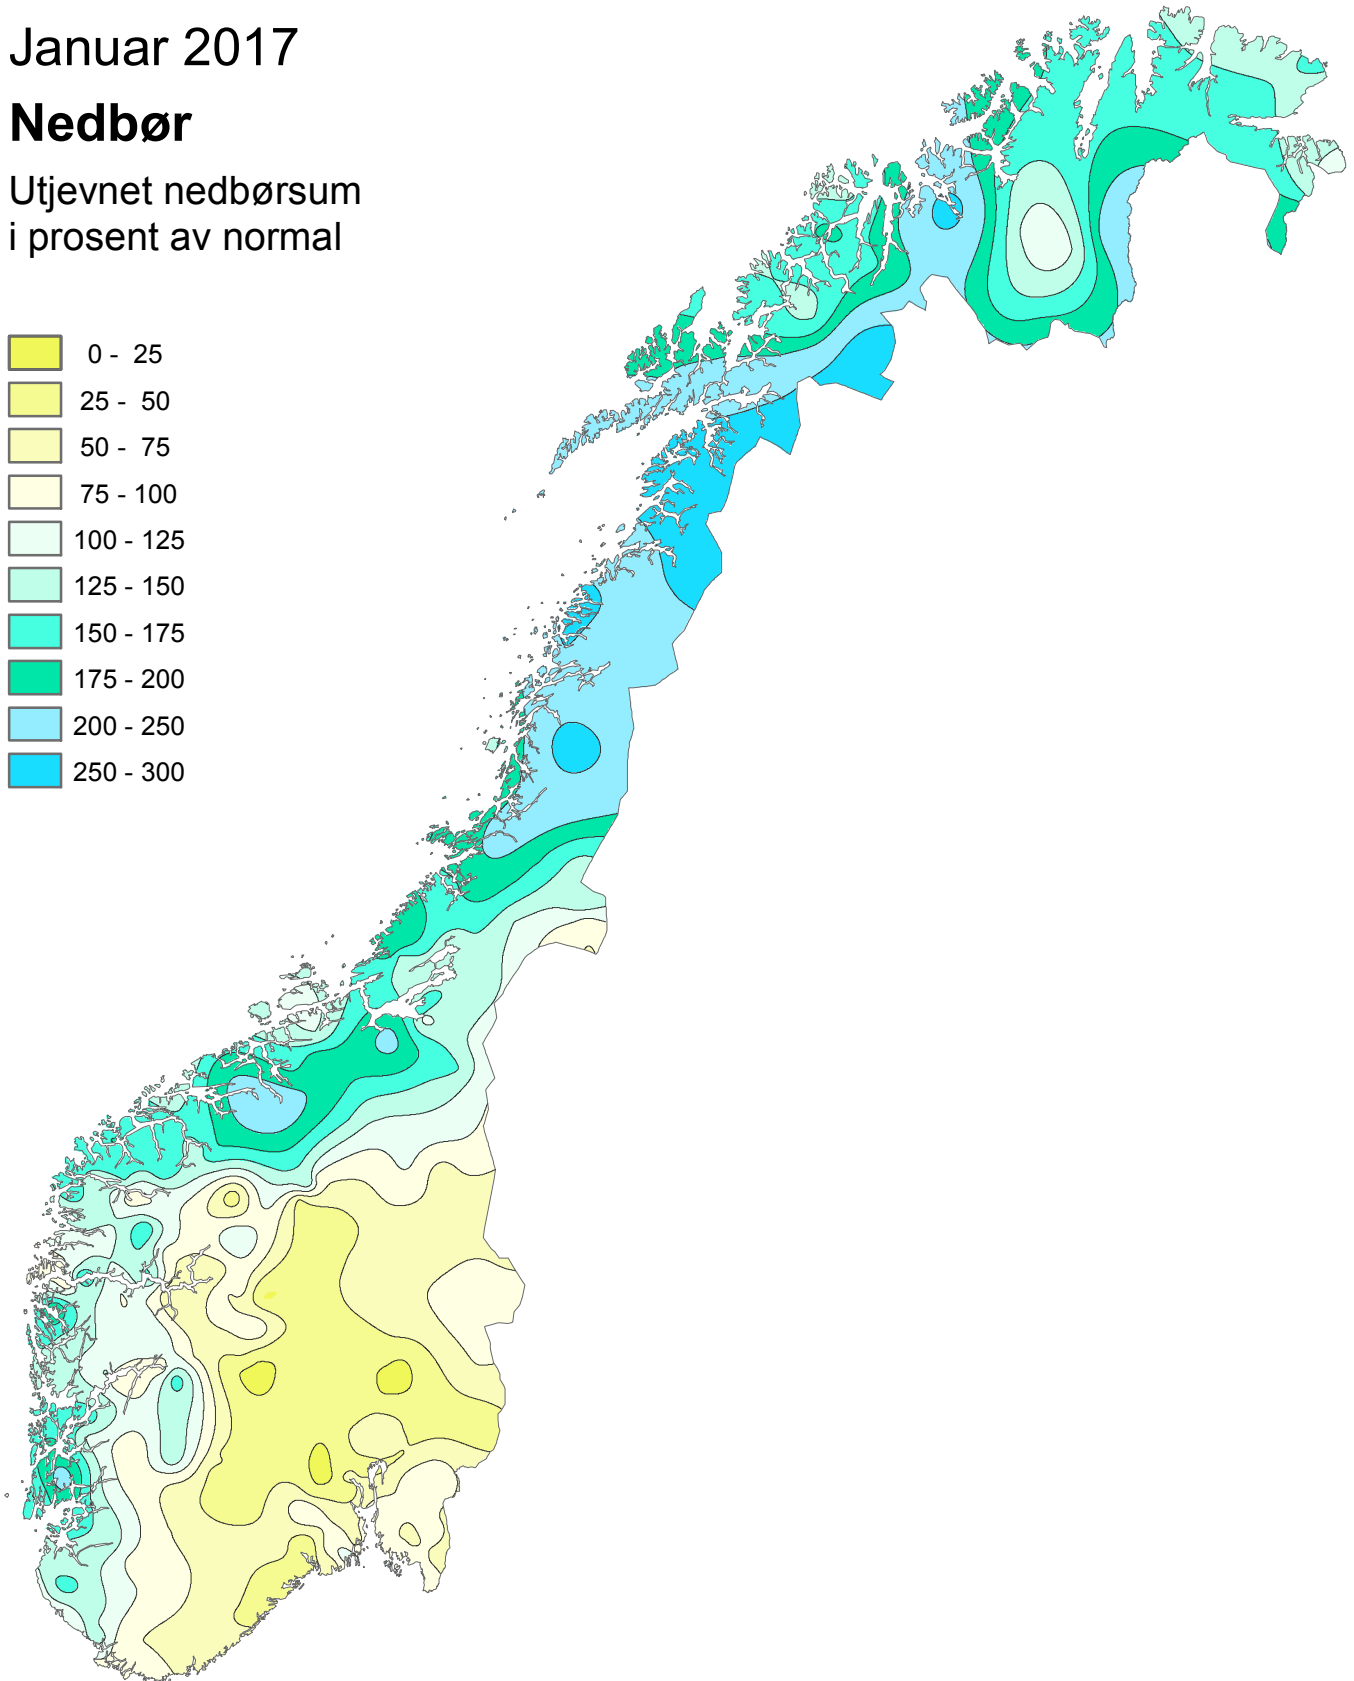 Januar 2017
Nedbør
Utjevnet nedbørsum
i prosent av normal
0 - 25
25 - 50
50 - 75
75 - 100
100 - 125
125 - 150
150 - 175
175 - 200
200 - 250
250 - 300